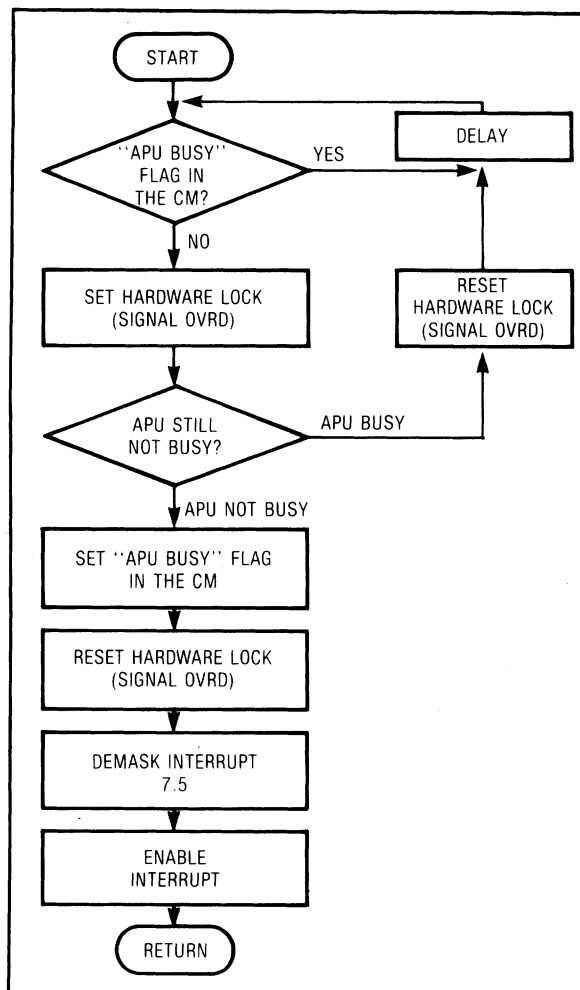 START
DELAY
``APU BUSY''
FLAG IN
THE CM?
YES
NO
SET HARDWARE LOCK
(SIGNAL OVRD)
RESET
HARDWARE LOCK
(SIGNAL OVRD)
APU STILL
NOT BUSY?
APU BUSY
APU NOT BUSY
SET ``APU BUSY'' FLAG
IN THE CM
RESET HARDWARE LOCK
(SIGNAL OVRD)
DEMASK INTERRUPT
7.5
ENABLE
INTERRUPT
RETURN